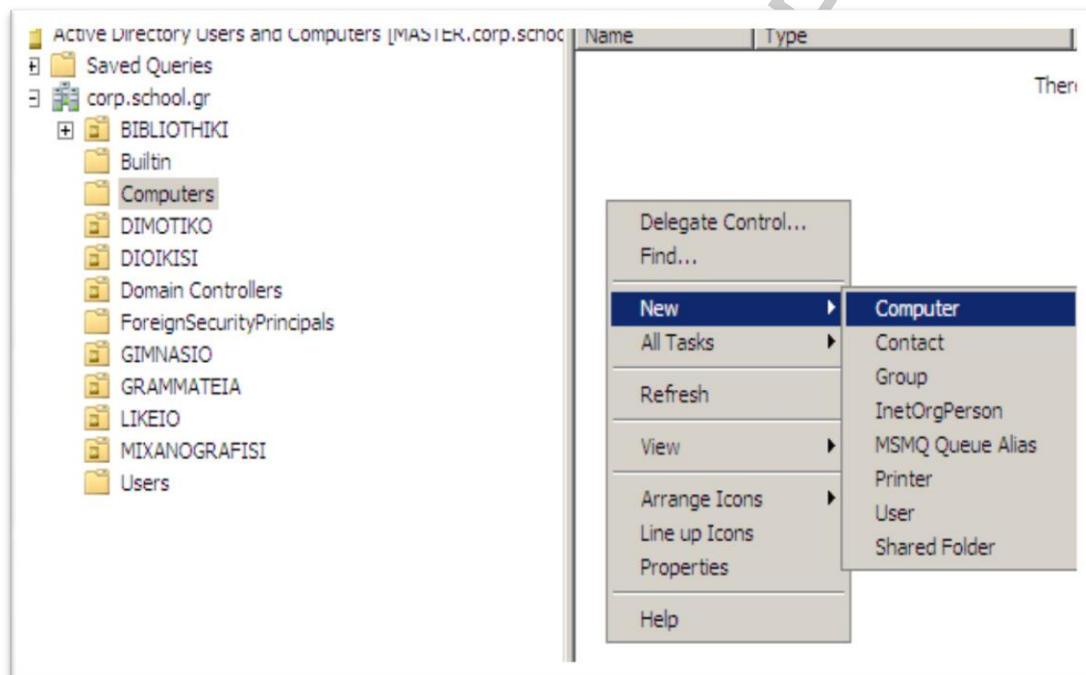 Active Directory Users and Computers [MASTER.corp.school
Name Type
Saved Queries
corp.school.gr
BIBLIOTHIKI
Builtin
Computers
DIMOTIKO
DIOIKISI
Domain Controllers
ForeignSecurityPrincipals
GIMNASIO
GRAMMATEIA
LIKEIO
MIXANOGRAFISI
Users
Ther
Delegate Control...
Find...
New
All Tasks
Refresh
View
Arrange Icons
Line up Icons
Properties
Help
Computer
Contact
Group
InetOrgPerson
MSMQ Queue Alias
Printer
User
Shared Folder